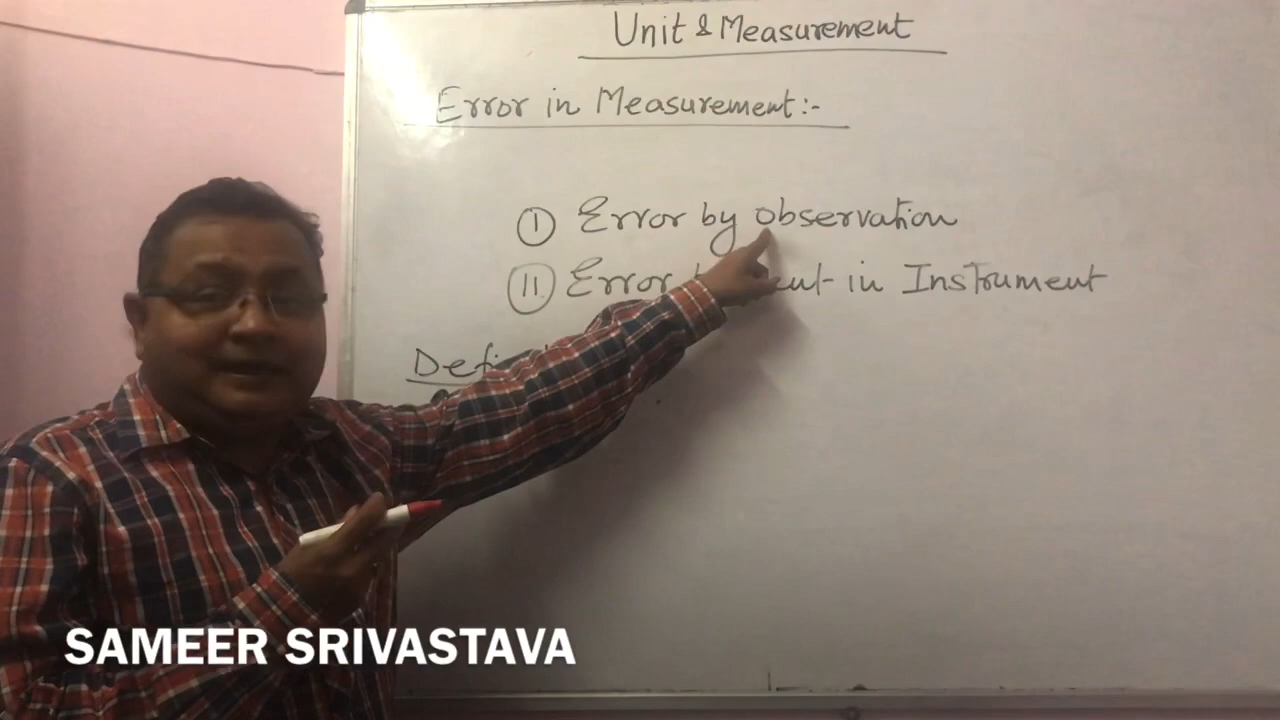 Unit & Measurement
Error in Measurement:-
I Error by observation
II Error in Instrument
SAMEER SRIVASTAVA